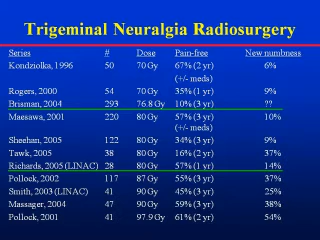 Trigeminal Neuralgia Radiosurgery
Series # Dose Pain-free New numbness
Kondziolka, 1996 50 70 Gy 67% (2 yr) 6%
(+/- meds)
Rogers, 2000 54 70 Gy 35% (1 yr) 9%
Brisman, 2004 293 76.8 Gy 10% (3 yr) ??
Maesawa, 2001 220 80 Gy 57% (2 yr) 10%
(+/- meds)
Sheehan, 2005 122 80 Gy 34% (3 yr) 9%
Tawk, 2005 38 80 Gy 16% (2 yr) 37%
Richards, 2005 (LINAC) 28 80 Gy 57% (1 yr) 14%
Pollock, 2002 117 87 Gy 55% (2 yr) 37%
Smith, 2003 (LINAC) 41 90 Gy 45% (3 yr) 25%
Massager, 2004 47 90 Gy 59% (3 yr) 38%
Pollock, 2001 41 97.9 Gy 61% (2 yr) 54%